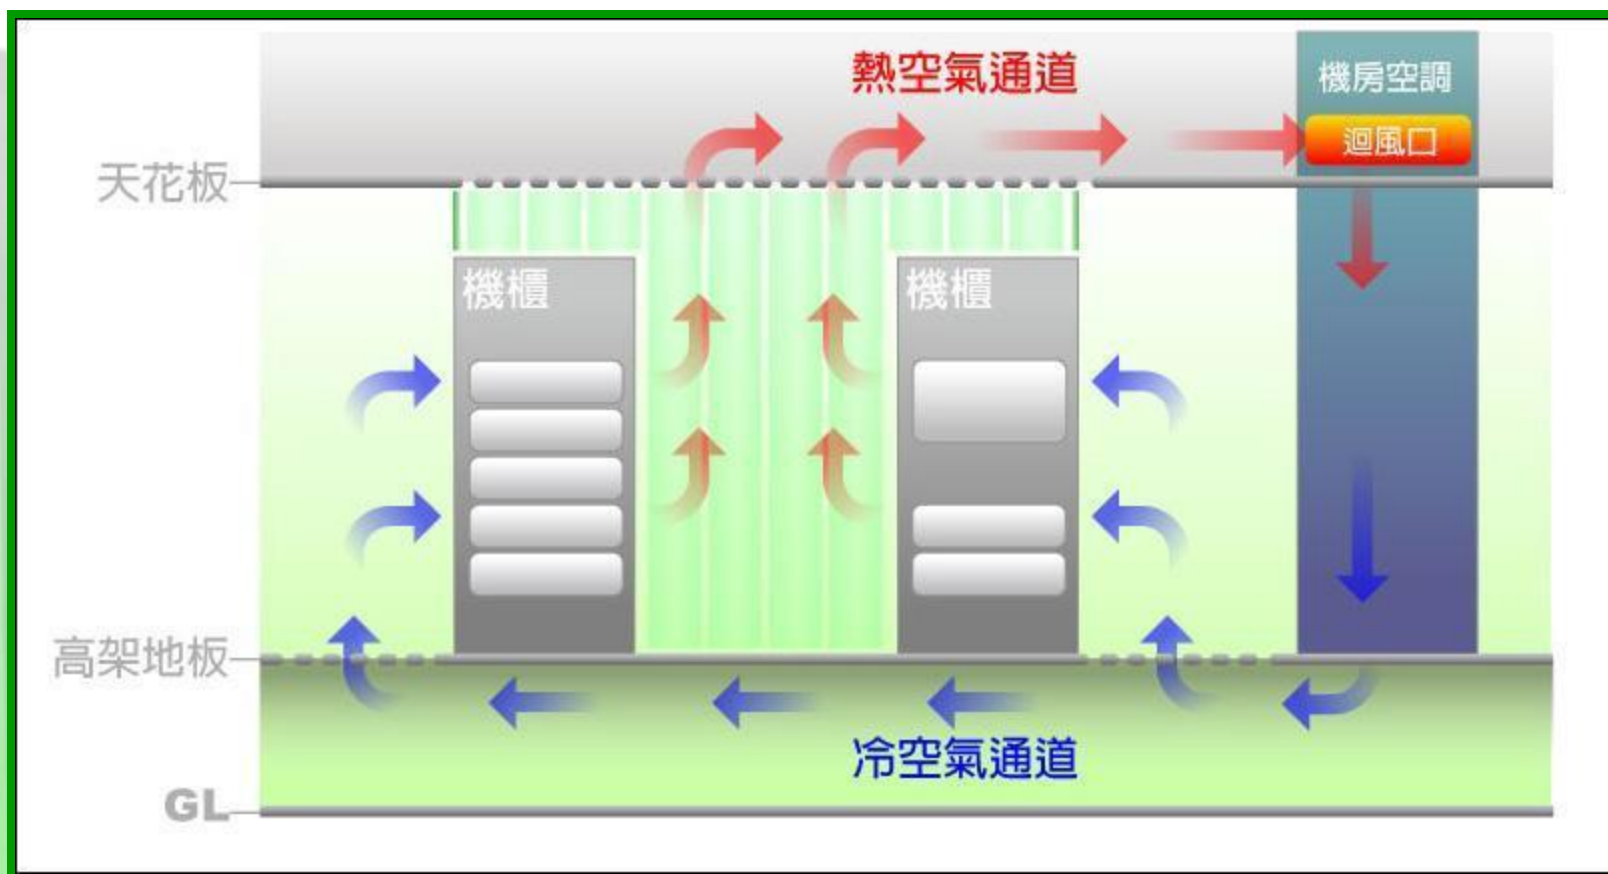 熱空氣通道
機房空調
迴風口
天花板
機櫃
機櫃
高架地板
冷空氣通道
GL